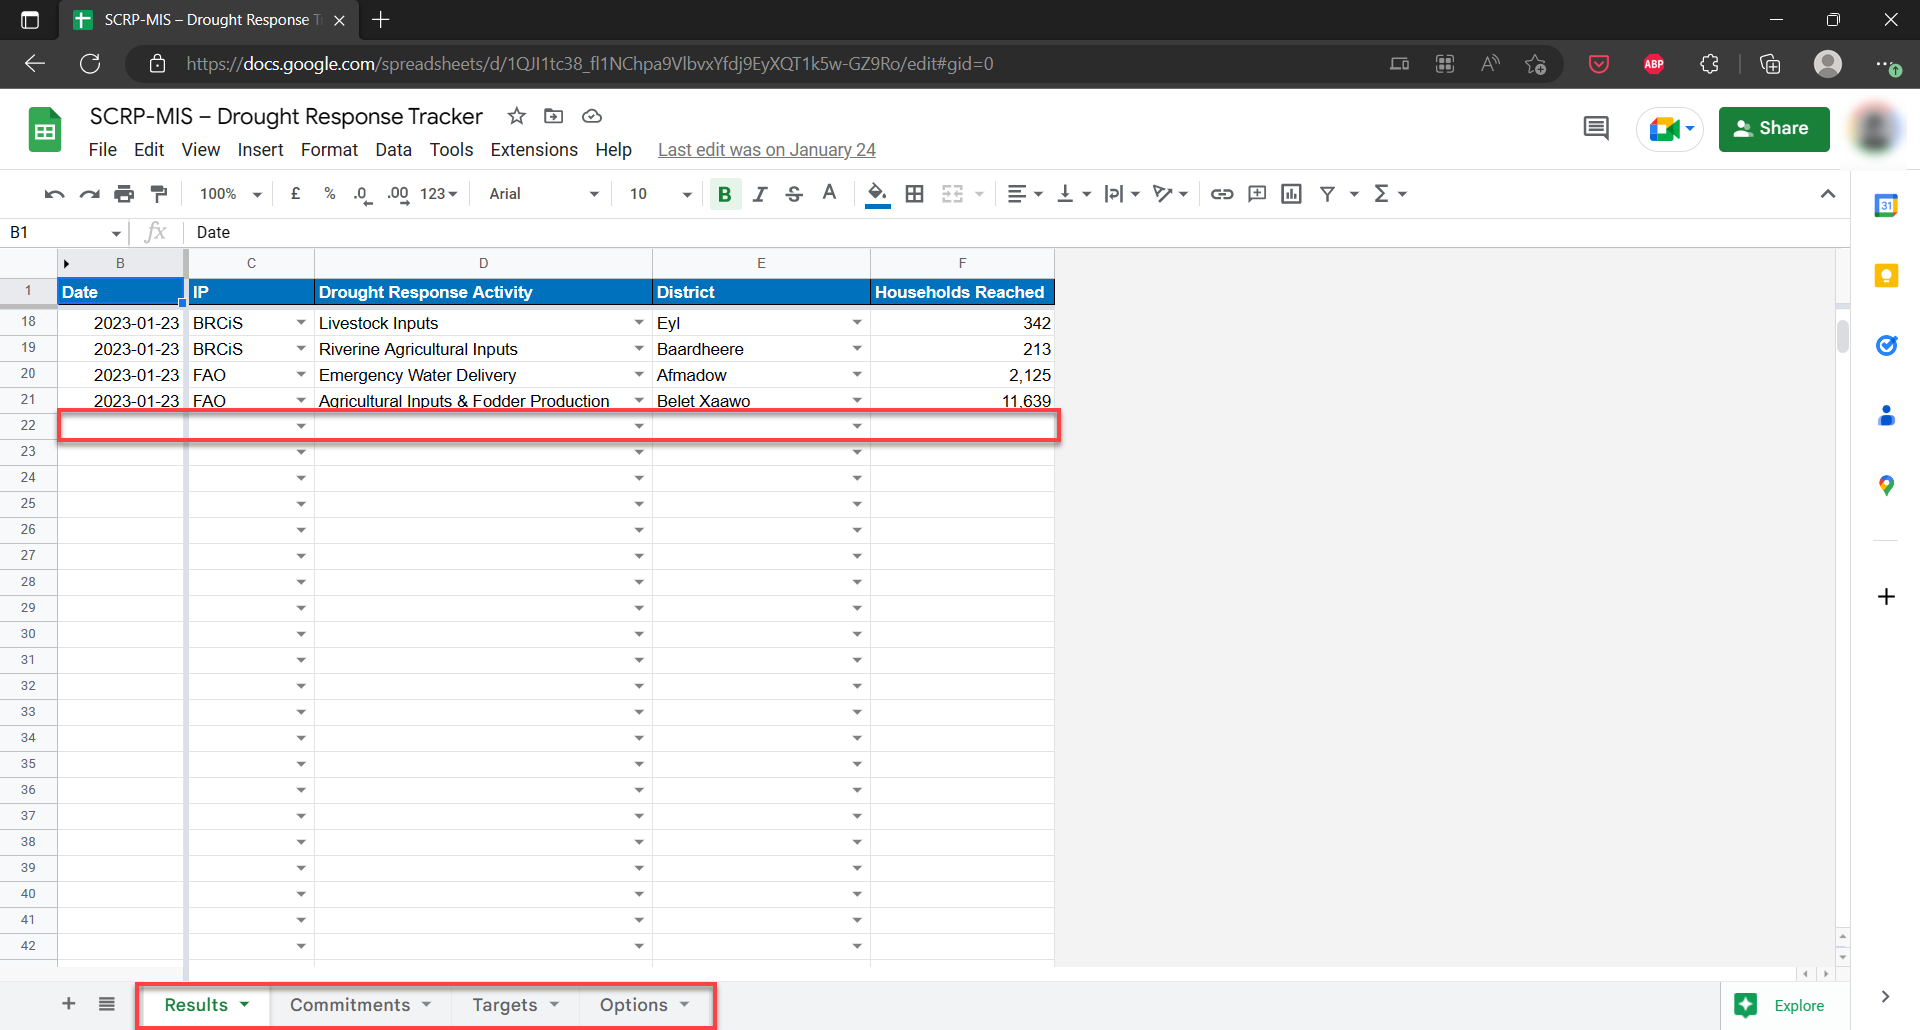 SCRP-MIS – Drought Response T
https://docs.google.com/spreadsheets/d/1QJI1tc38_fl1NChpa9VlbvxYfdj9EyXQT1k5w-GZ9Ro/edit#gid=0
ABP
SCRP-MIS – Drought Response Tracker
Share
File Edit View Insert Format Data Tools Extensions Help Last edit was on January 24
100% £ % .0 .00 123 Arial 10 B I S A Σ
31
B1 fx Date
B C D E F
1 Date IP Drought Response Activity District Households Reached
18 2023-01-23 BRCiS Livestock Inputs Eyl 342
19 2023-01-23 BRCiS Riverine Agricultural Inputs Baardheere 213
20 2023-01-23 FAO Emergency Water Delivery Afmadow 2,125
21 2023-01-23 FAO Agricultural Inputs & Fodder Production Belet Xaawo 11,639
22
23
24
25
26
27
28
29
30
31
32
33
34
35
36
37
38
39
40
41
42
Results Commitments Targets Options Explore